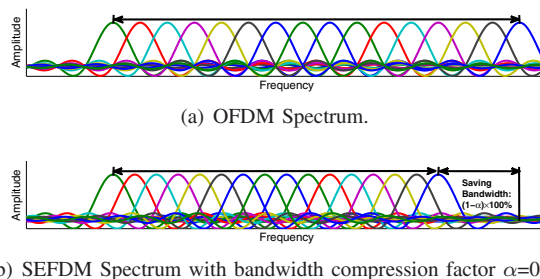 Amplitude
Frequency
(a) OFDM Spectrum.
Amplitude
Saving
Bandwidth:
(1−α)×100%
Frequency
) SEFDM Spectrum with bandwidth compression factor α=0